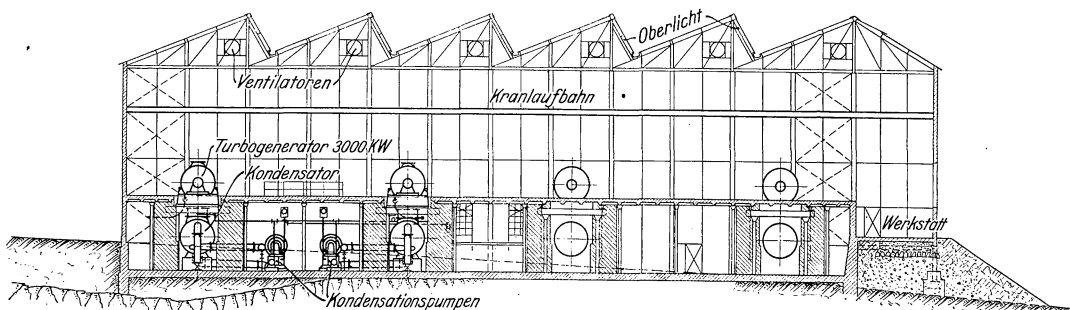 Oberlicht
Ventilatoren
Kranlaufbahn
Turbogenerator 3000 KW
Kondensator
Werkstatt
Kondensationspumpen